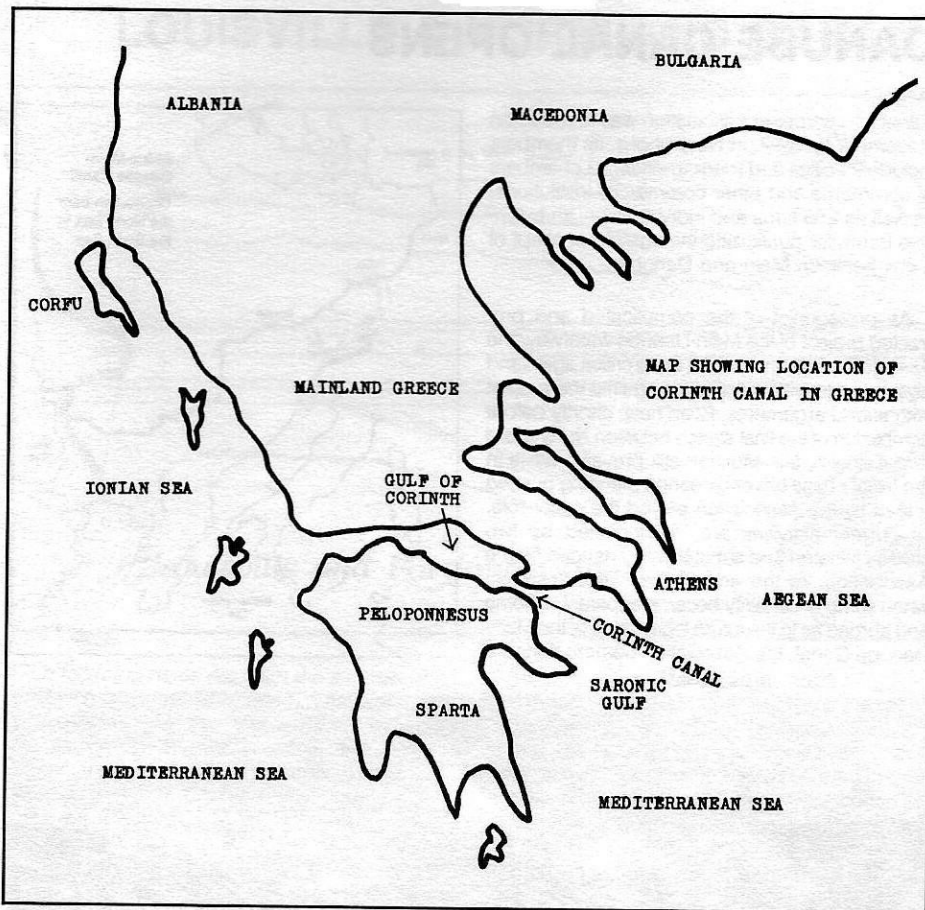 BULGARIA
ALBANIA
MACEDONIA
CORFU
MAP SHOWING LOCATION OF
CORINTH CANAL IN GREECE
MAINLAND GREECE
IONIAN SEA
GULF OF
CORINTH
ATHENS
AEGEAN SEA
PELOPONNESUS
CORINTH CANAL
SARONIC
GULF
SPARTA
MEDITERRANEAN SEA
MEDITERRANEAN SEA